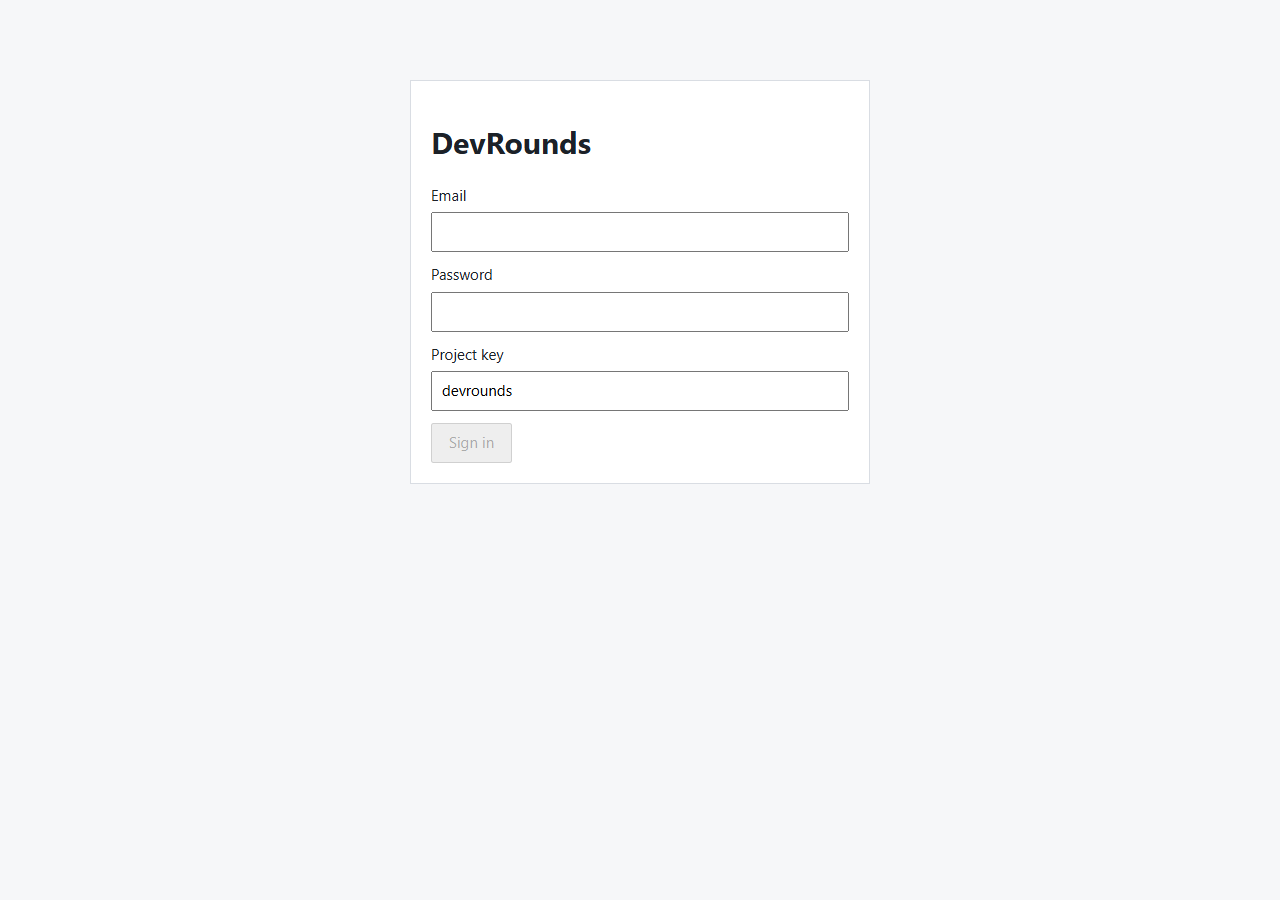 DevRounds
Email
Password
Project key
devrounds
Sign in